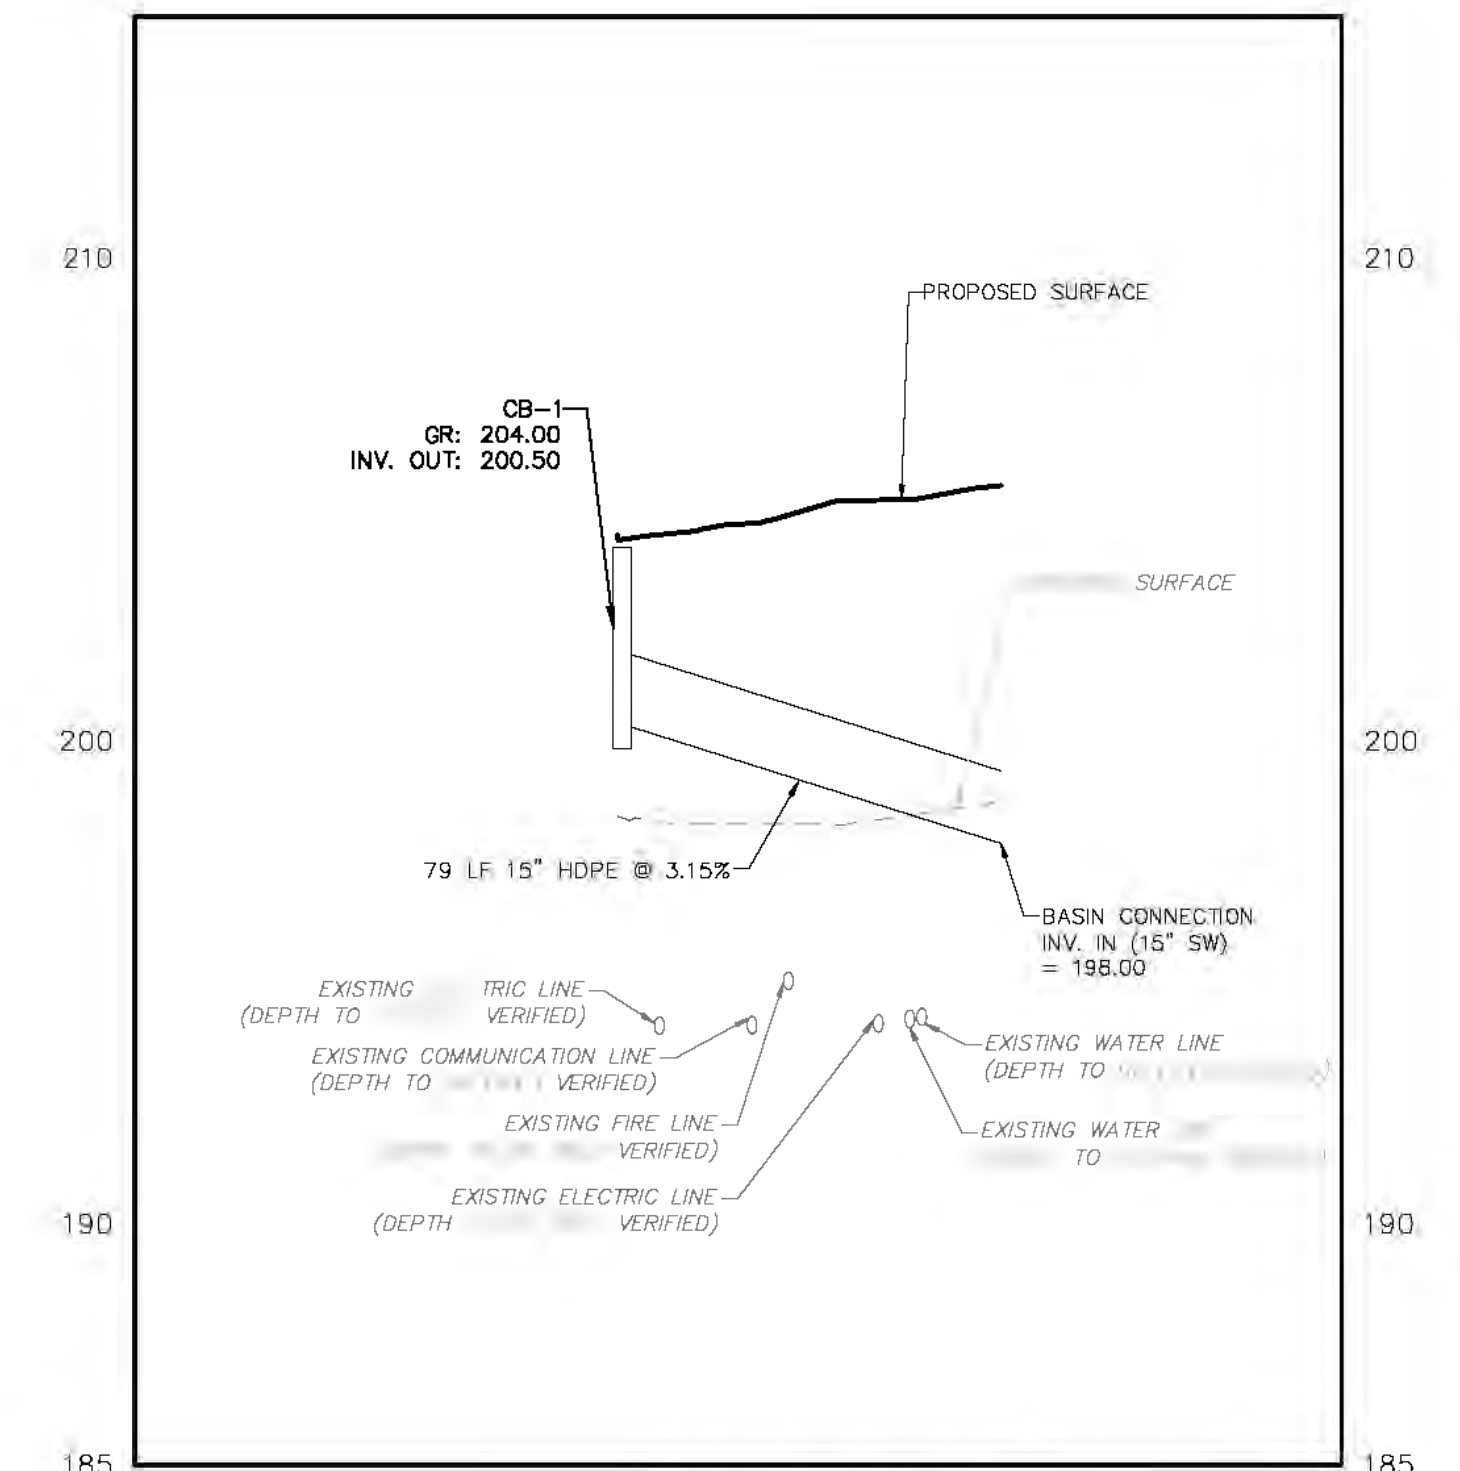 210
210
PROPOSED SURFACE
CB-1
GR: 204.00
INV. OUT: 200.50
SURFACE
200
200
79 LF 15" HDPE @ 3.15%
BASIN CONNECTION
INV. IN (15" SW)
= 198.00
EXISTING TRIC LINE
(DEPTH TO VERIFIED)
EXISTING COMMUNICATION LINE
(DEPTH TO VERIFIED)
EXISTING WATER LINE
(DEPTH TO
EXISTING FIRE LINE
VERIFIED)
EXISTING WATER
TO
EXISTING ELECTRIC LINE
(DEPTH VERIFIED)
190
190
185
185